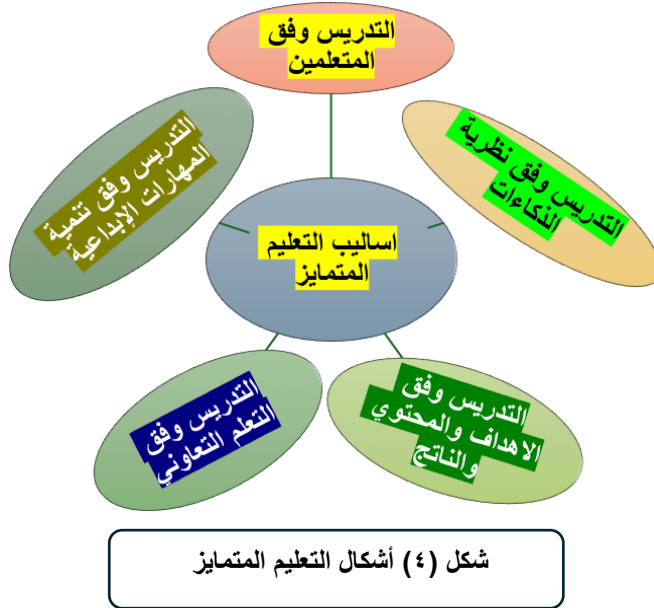 التدريس وفق
المتعلمين
التدريس وفق نظرية
الذكاءات
التدريس وفق تنمية
المهارات الإبداعية
اساليب التعليم
المتمايز
التدريس وفق
الاهداف والمحتوي
والناتج
التدريس وفق
التعلم التعاوني
شكل (٤) أشكال التعليم المتمايز